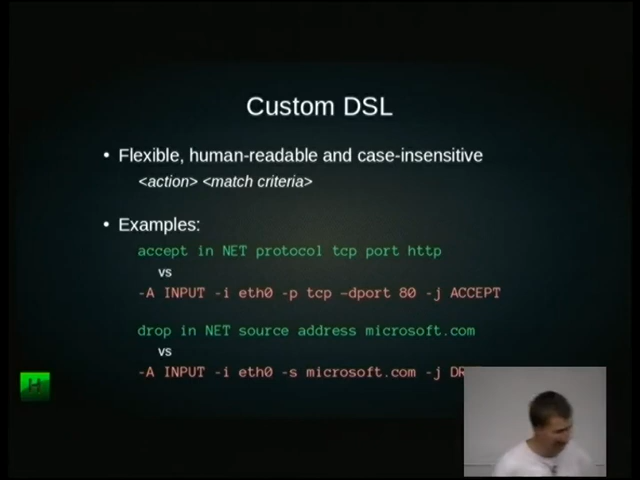 Custom DSL
• Flexible, human-readable and case-insensitive
<action> <match criteria>
• Examples:
accept in NET protocol tcp port http
vs
-A INPUT -i eth0 -p tcp –dport 80 -j ACCEPT
drop in NET source address microsoft.com
vs
-A INPUT -i eth0 -s microsoft.com -j
H